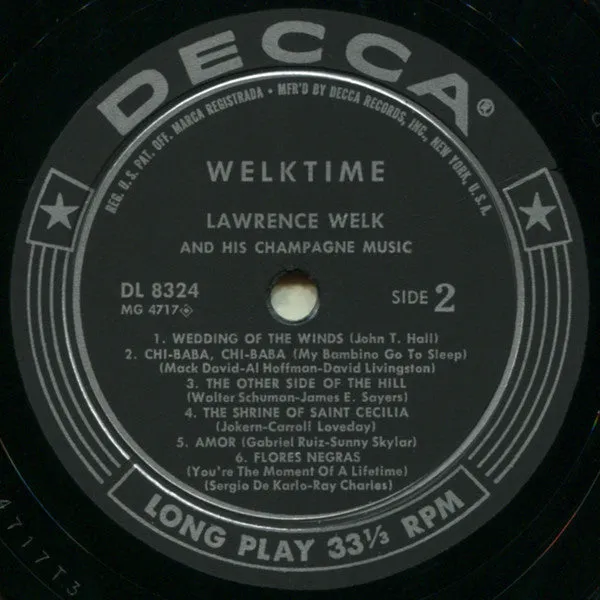 DECCA®
REG. U.S. PAT. OFF. MARCA REGISTRADA • MFR'D BY DECCA RECORDS, INC., NEW YORK, U.S.A.
WELKTIME
LAWRENCE WELK
AND HIS CHAMPAGNE MUSIC
DL 8324
MG 4717
SIDE 2
1. WEDDING OF THE WINDS (John T. Hall)
2. CHI-BABA, CHI-BABA (My Bambino Go To Sleep)
(Mack David-Al Hoffman-David Livingston)
3. THE OTHER SIDE OF THE HILL
(Walter Schuman-James E. Sayers)
4. THE SHRINE OF SAINT CECILIA
(Jokern-Carroll Loveday)
5. AMOR (Gabriel Ruiz-Sunny Skylar)
6. FLORES NEGRAS
(You're The Moment Of A Lifetime)
(Sergio De Karlo-Ray Charles)
LONG PLAY 33⅓ RPM
4717T3